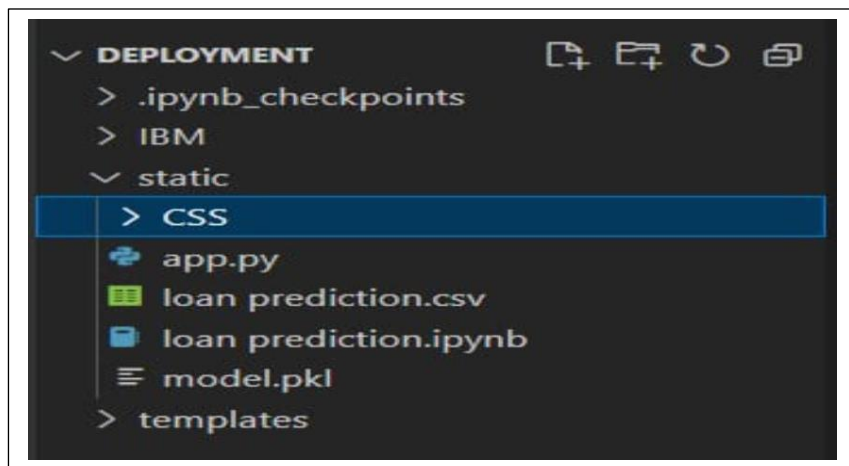 DEPLOYMENT
.ipynb_checkpoints
IBM
static
CSS
app.py
loan prediction.csv
loan prediction.ipynb
model.pkl
templates